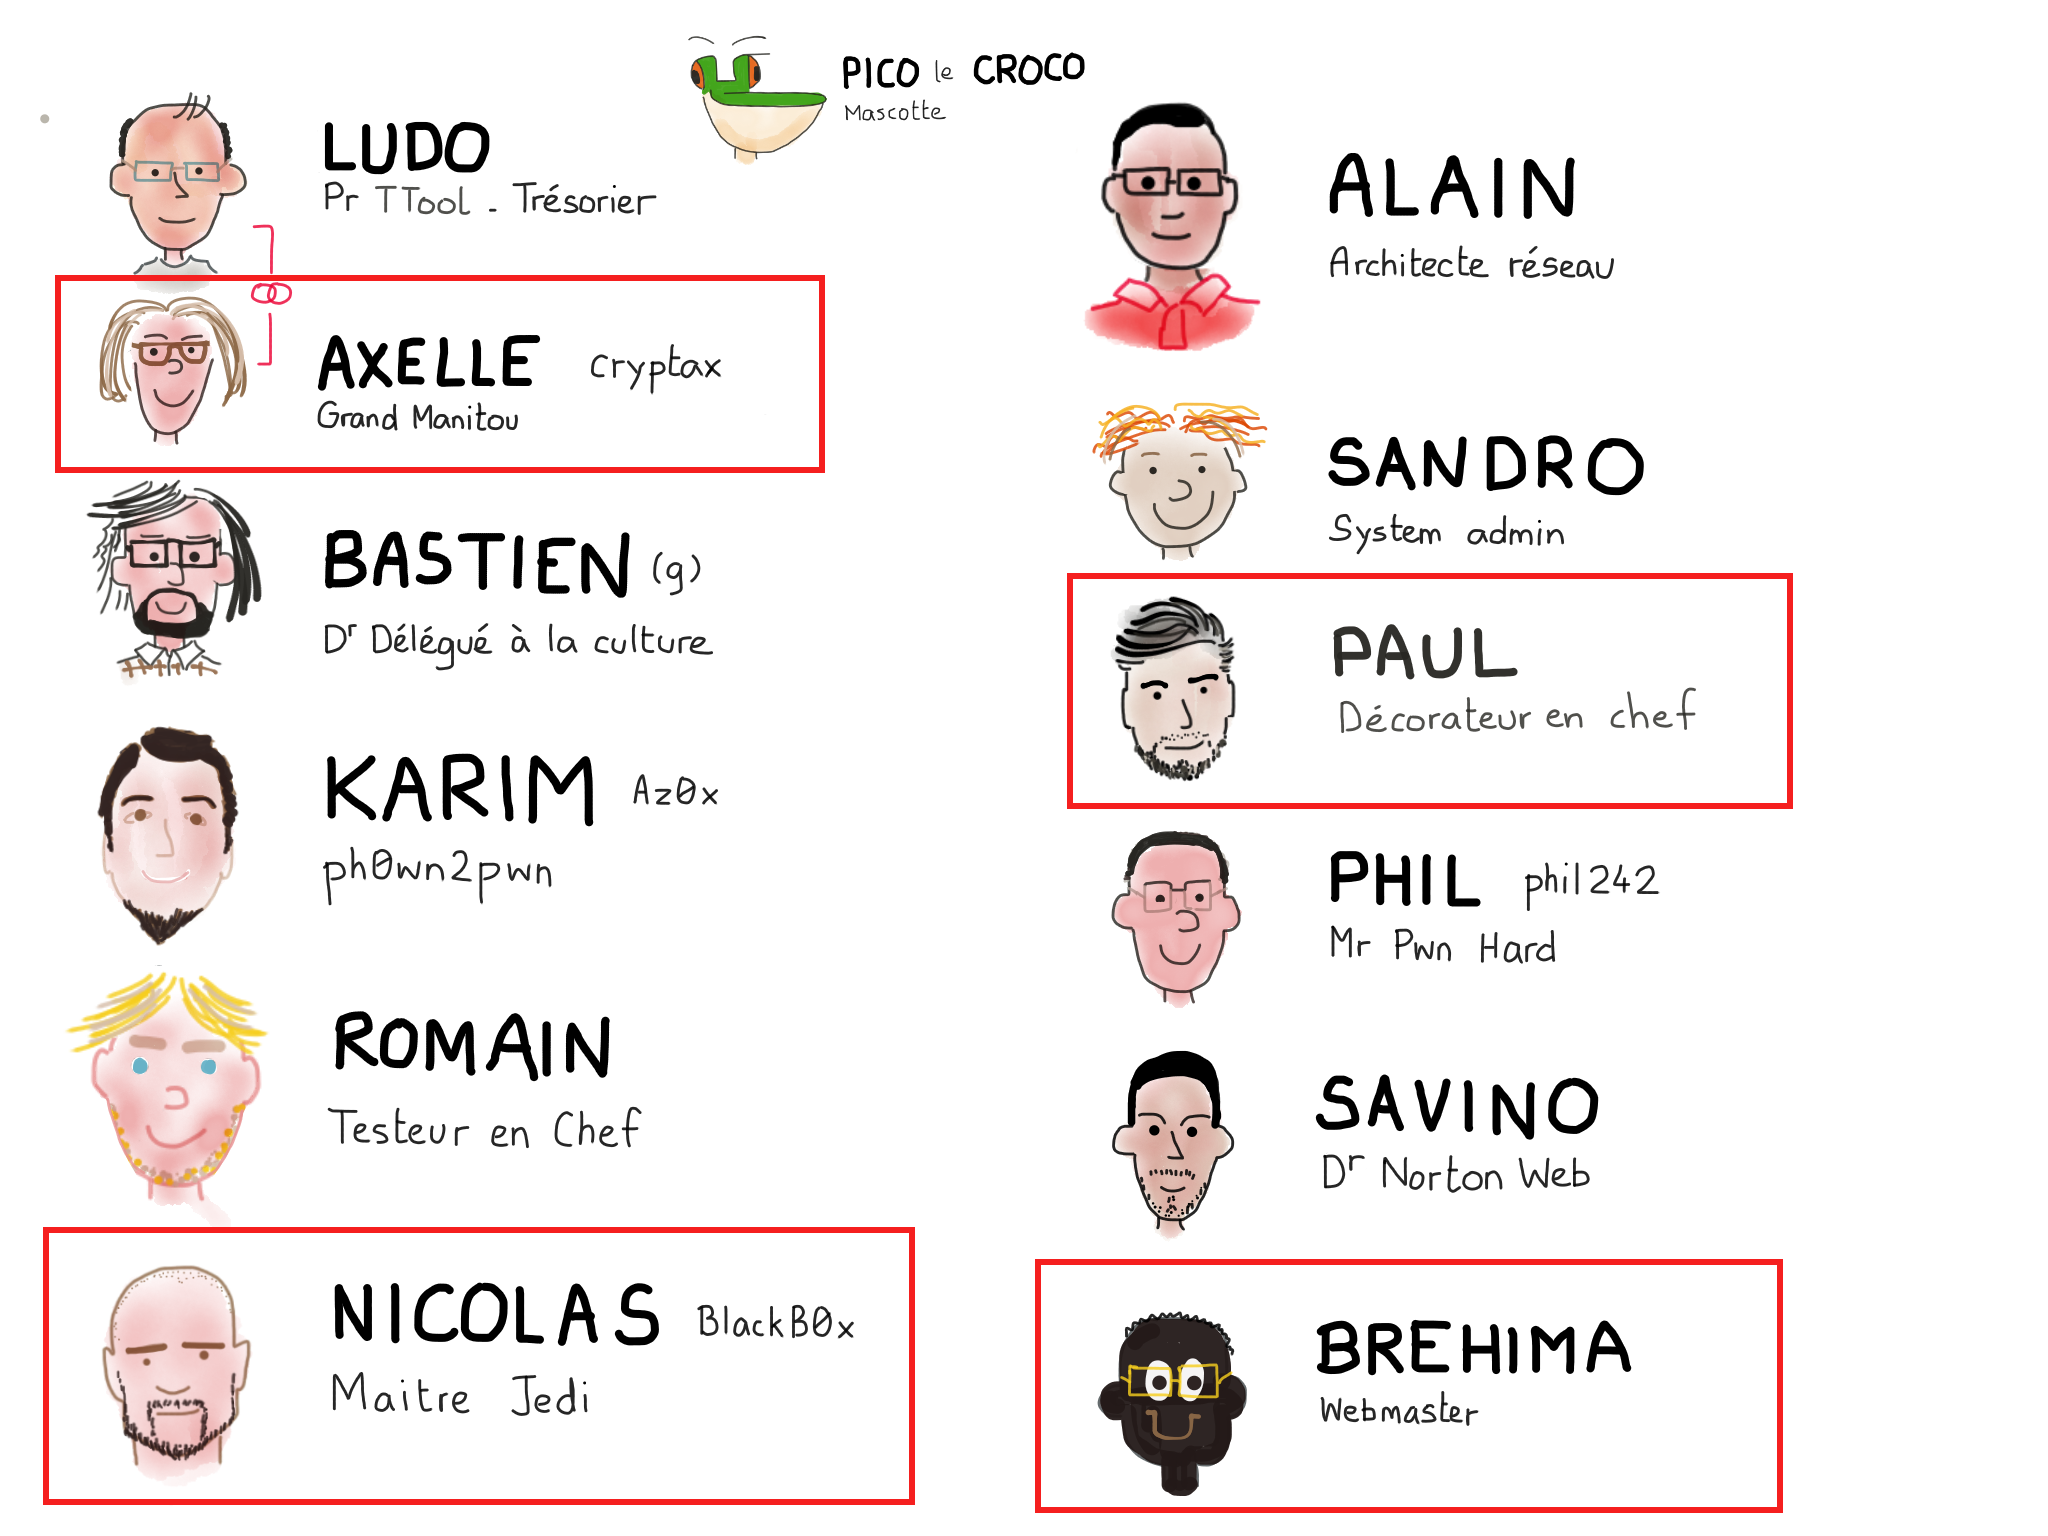 PICO le CROCO
Mascotte
LUDO
Pr TTool - Trésorier
AXELLE cryptax
Grand Manitou
BASTIEN (g)
Dr Délégué à la culture
KARIM Az0x
ph0wn2pwn
ROMAIN
Testeur en Chef
NICOLAS BlackB0x
Maitre Jedi
ALAIN
Architecte réseau
SANDRO
System admin
PAUL
Décorateur en chef
PHIL phil242
Mr Pwn Hard
SAVINO
Dr Norton Web
BREHIMA
Webmaster